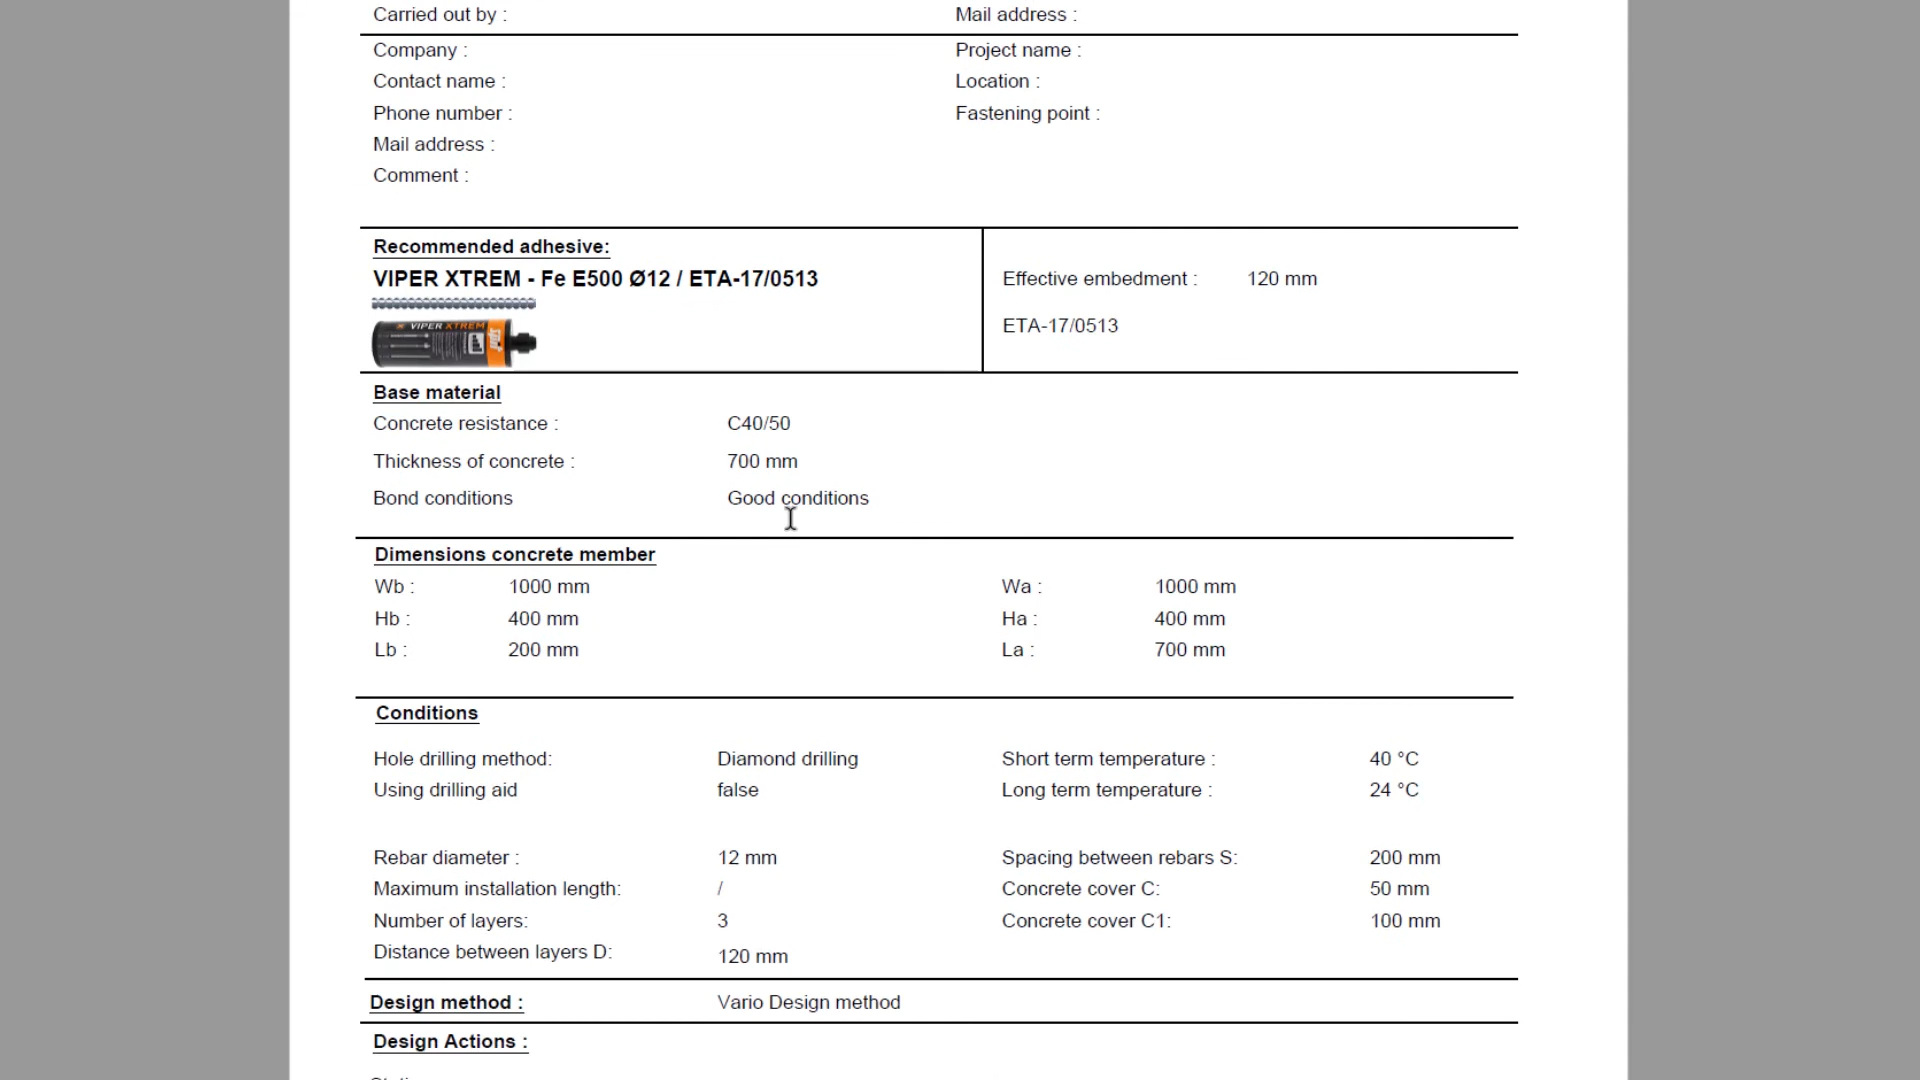 Carried out by :
Mail address :
Company :
Project name :
Contact name :
Location :
Phone number :
Fastening point :
Mail address :
Comment :
Recommended adhesive:
VIPER XTREM - Fe E500 Ø12 / ETA-17/0513
Effective embedment : 120 mm
ETA-17/0513
VIPER XTREM
Base material
Concrete resistance : C40/50
Thickness of concrete : 700 mm
Bond conditions Good conditions
Dimensions concrete member
Wb : 1000 mm Wa : 1000 mm
Hb : 400 mm Ha : 400 mm
Lb : 200 mm La : 700 mm
Conditions
Hole drilling method: Diamond drilling Short term temperature : 40 °C
Using drilling aid false Long term temperature : 24 °C
Rebar diameter : 12 mm Spacing between rebars S: 200 mm
Maximum installation length: / Concrete cover C: 50 mm
Number of layers: 3 Concrete cover C1: 100 mm
Distance between layers D: 120 mm
Design method : Vario Design method
Design Actions :